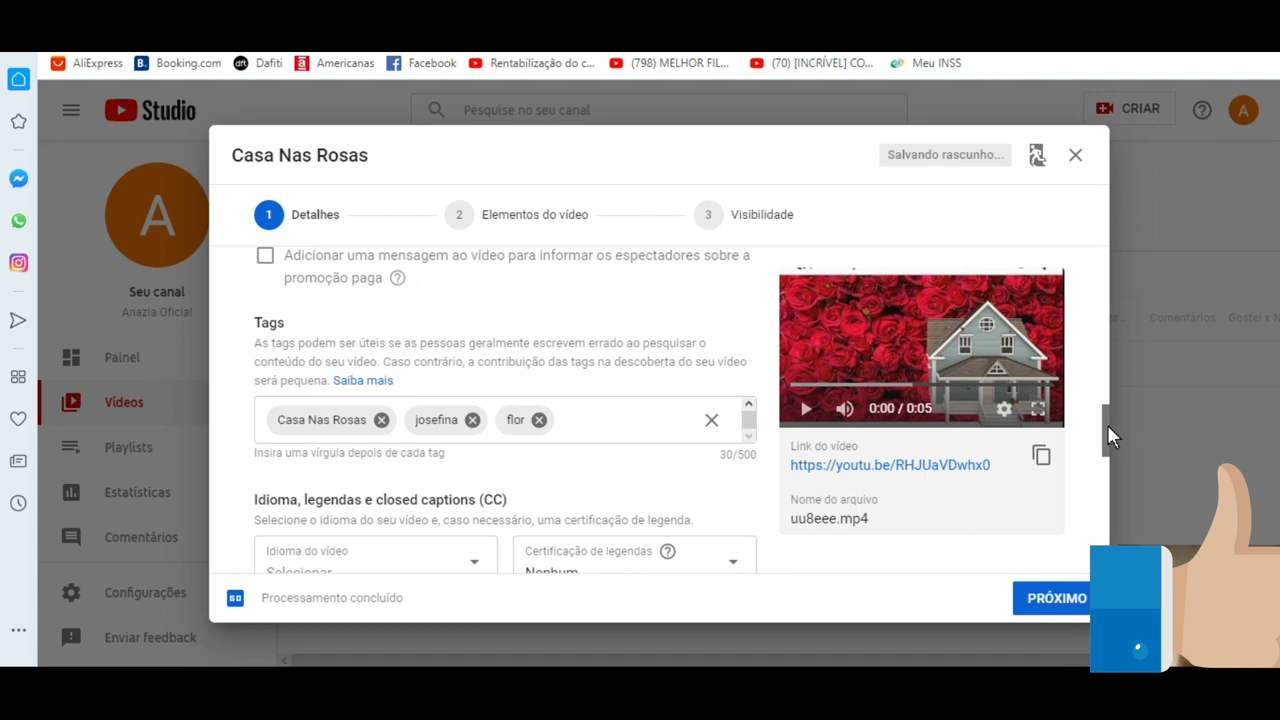 AliExpress
B.
Booking.com
dft
Dafiti
a
Americanas
Facebook
Rentabilização do c...
(798) MELHOR FIL...
(70) [INCRÍVEL] CO...
Meu INSS
Studio
Pesquise no seu canal
CRIAR
A
A
Seu canal
Anazia Oficial
Painel
Vídeos
Playlists
Estatísticas
Comentários
Configurações
Enviar feedback
Casa Nas Rosas
Salvando rascunho...
1 Detalhes
2 Elementos do vídeo
3 Visibilidade
Adicionar uma mensagem ao vídeo para informar os espectadores sobre a
promoção paga
Tags
As tags podem ser úteis se as pessoas geralmente escrevem errado ao pesquisar o
conteúdo do seu vídeo. Caso contrário, a contribuição das tags na descoberta do seu vídeo
será pequena. Saiba mais
Casa Nas Rosas
josefina
flor
Insira uma vírgula depois de cada tag
30/500
Idioma, legendas e closed captions (CC)
Selecione o idioma do seu vídeo e, caso necessário, uma certificação de legenda.
Idioma do vídeo
Selecionar
Certificação de legendas
Nenhum
0:00 / 0:05
Link do vídeo
https://youtu.be/RHJUaVDwhx0
Nome do arquivo
uu8eee.mp4
Comentários
Gostei x N
SD
Processamento concluído
PRÓXIMO